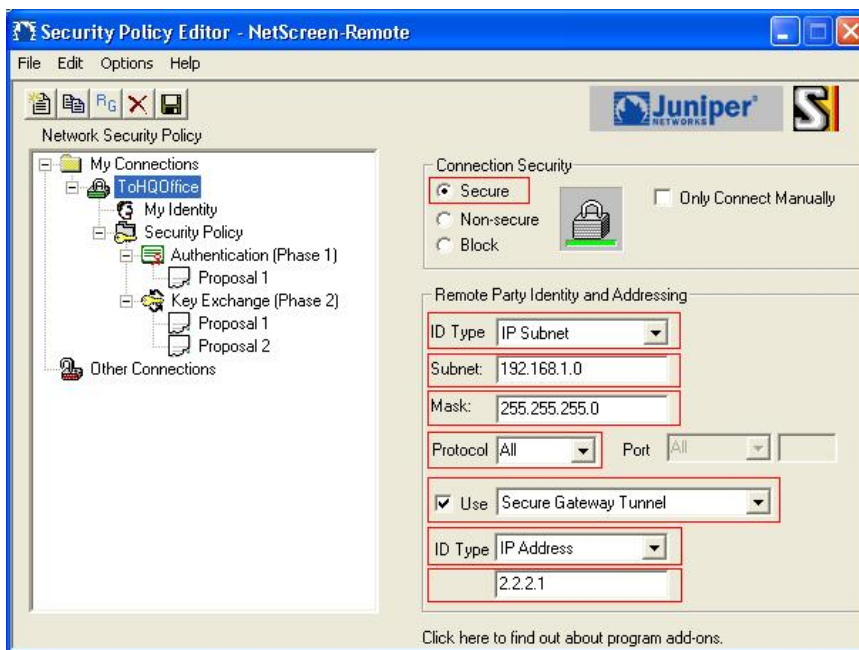 Security Policy Editor - NetScreen-Remote
File Edit Options Help
RG
Juniper
NETWORKS
S
Network Security Policy
My Connections
ToHQOffice
My Identity
Security Policy
Authentication (Phase 1)
Proposal 1
Key Exchange (Phase 2)
Proposal 1
Proposal 2
Other Connections
Connection Security
Secure
Non-secure
Block
Only Connect Manually
Remote Party Identity and Addressing
ID Type IP Subnet
Subnet: 192.168.1.0
Mask: 255.255.255.0
Protocol All Port All
Use Secure Gateway Tunnel
ID Type IP Address
2.2.2.1
Click here to find out about program add-ons.